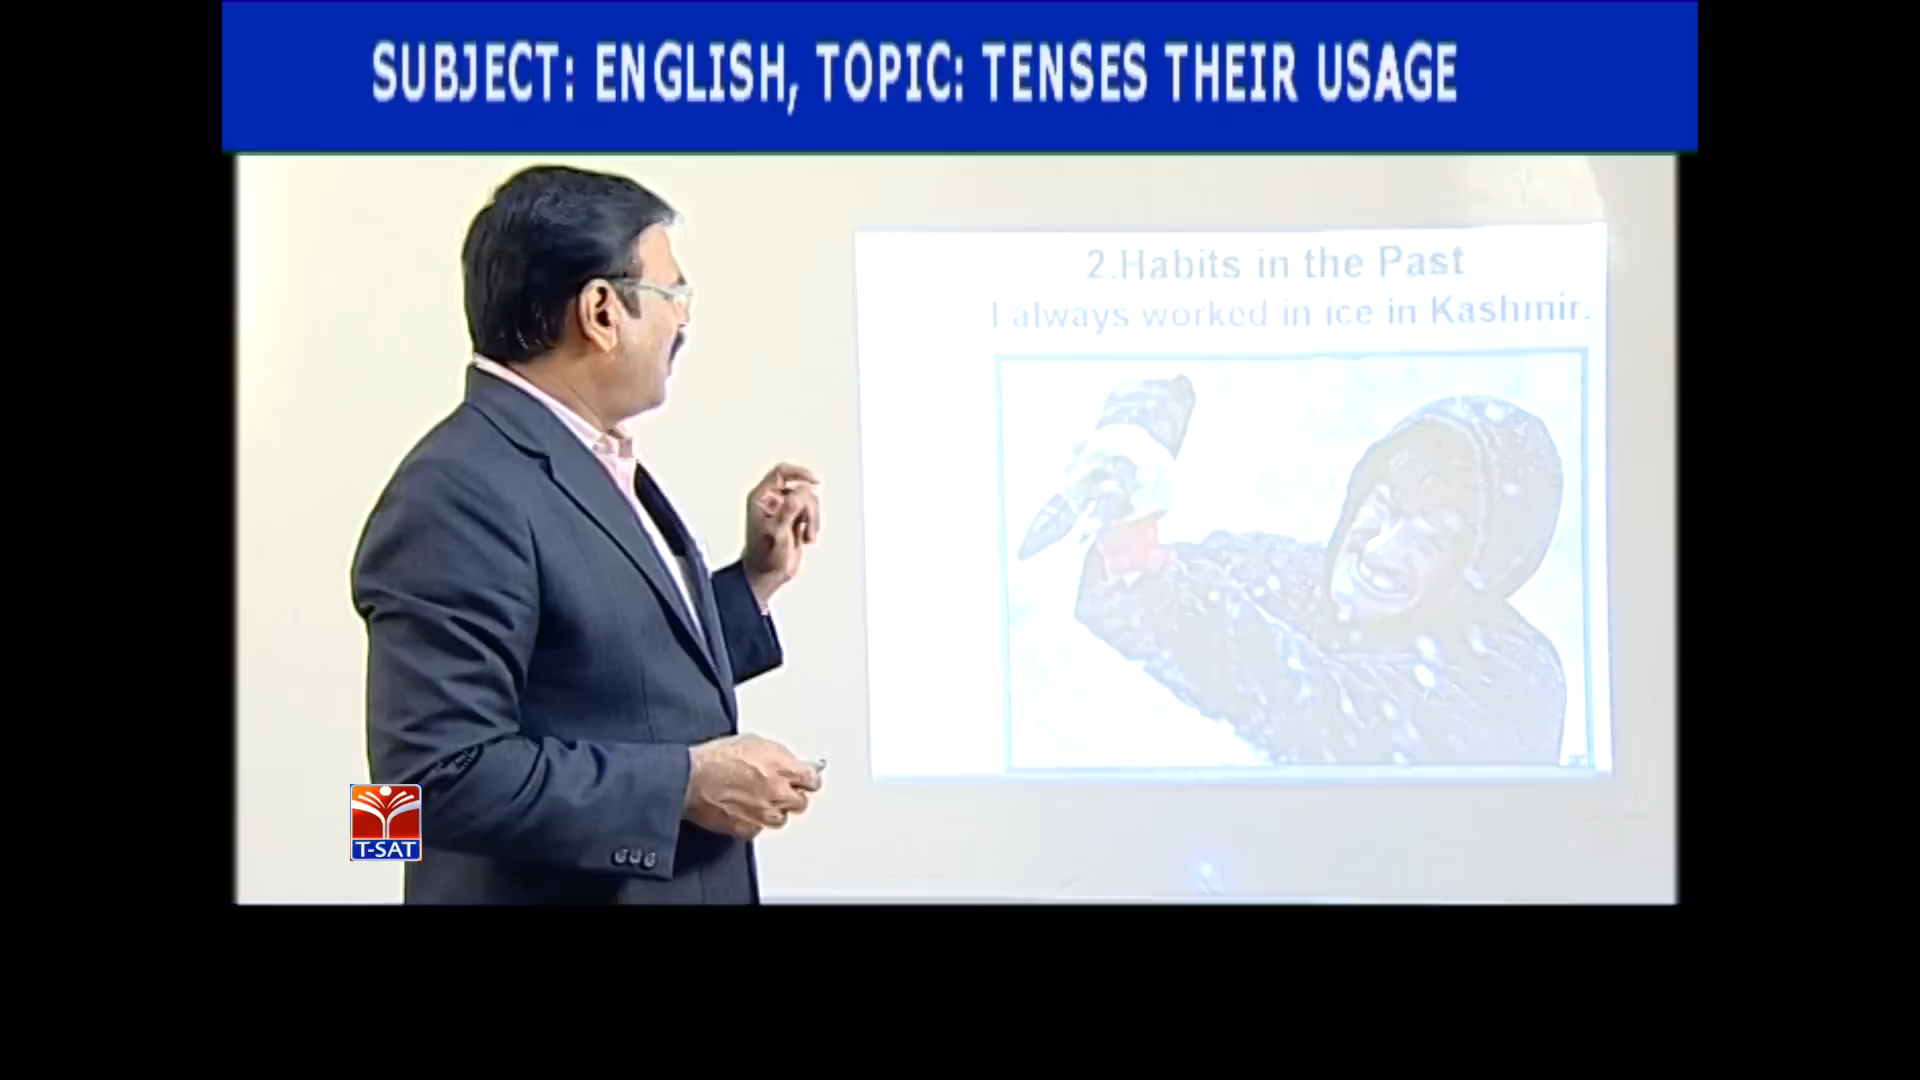 SUBJECT: ENGLISH, TOPIC: TENSES THEIR USAGE
2.Habits in the Past
I always worked in ice in Kashmir.
T-SAT